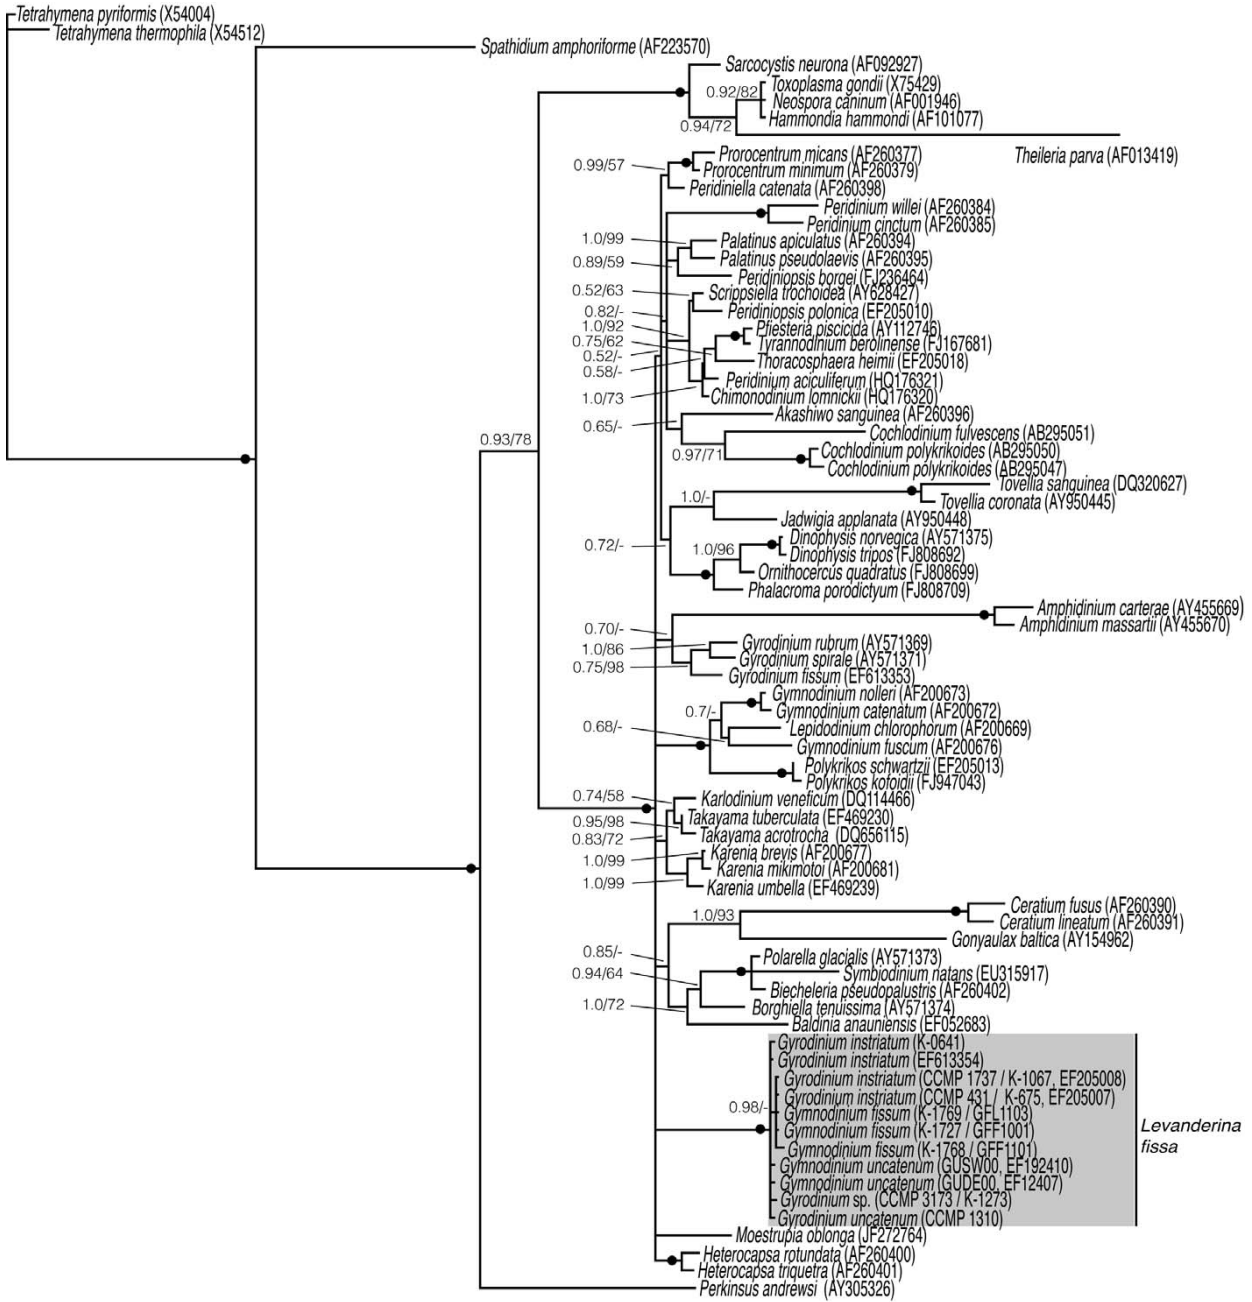 Tetrahymena pyriformis (X54004)
Tetrahymena thermophila (X54512)
Spathidium amphoriforme (AF223570)
Sarcocystis neurona (AF092927)
0.92/82
Toxoplasma gondii (X75429)
Neospora caninum (AF001946)
Hammondia hammondi (AF101077)
0.94/72
Theileria parva (AF013419)
0.99/57
Prorocentrum micans (AF260377)
Prorocentrum minimum (AF260379)
Peridiniella catenata (AF260398)
Peridinium willei (AF260384)
Peridinium cinctum (AF260385)
1.0/99
Palatinus apiculatus (AF260394)
0.89/59
Palatinus pseudolaevis (AF260395)
Peridiniopsis borgei (FJ236464)
0.52/63
Scrippsiella trochoidea (AY628427)
0.82/-
Peridiniopsis polonica (EF205010)
1.0/92
Pfiesteria piscicida (AY112746)
0.75/62
Tyrannodinium berolinense (FJ167681)
0.52/-
Thoracosphaera heimii (EF205018)
0.58/-
Peridinium aciculiferum (HQ176321)
1.0/73
Chimonodinium lomnickii (HQ176320)
0.65/-
Akashiwo sanguinea (AF260396)
0.93/78
Cochlodinium fulvescens (AB295051)
0.97/71
Cochlodinium polykrikoides (AB295050)
Cochlodinium polykrikoides (AB295047)
1.0/-
Tovellia sanguinea (DQ320627)
Tovellia coronata (AY950445)
Jadwigia applanata (AY950448)
0.72/-
1.0/96
Dinophysis norvegica (AY571375)
Dinophysis tripos (FJ808692)
Ornithocercus quadratus (FJ808699)
Phalacroma porodictyum (FJ808709)
Amphidinium carterae (AY455669)
0.70/-
Amphidinium massartii (AY455670)
1.0/86
Gyrodinium rubrum (AY571369)
0.75/98
Gyrodinium spirale (AY571371)
Gyrodinium fissum (EF613353)
0.7/-
Gymnodinium nolleri (AF200673)
Gymnodinium catenatum (AF200672)
0.68/-
Lepidodinium chlorophorum (AF200669)
Gymnodinium fuscum (AF200676)
Polykrikos schwartzii (EF205013)
Polykrikos kofoidii (FJ947043)
0.74/58
Karlodinium veneficum (DQ114466)
0.95/98
Takayama tuberculata (EF469230)
0.83/72
Takayama acrotrocha (DQ656115)
1.0/99
Karenia brevis (AF200677)
Karenia mikimotoi (AF200681)
1.0/99
Karenia umbella (EF469239)
1.0/93
Ceratium fusus (AF260390)
Ceratium lineatum (AF260391)
Gonyaulax baltica (AY154962)
0.85/-
Polarella glacialis (AY571373)
0.94/64
Symbiodinium natans (EU315917)
Biecheleria pseudopalustris (AF260402)
1.0/72
Borghiella tenuissima (AY571374)
Baldinia anauniensis (EF052683)
Gyrodinium instriatum (K-0641)
Gyrodinium instriatum (EF613354)
Gyrodinium instriatum (CCMP 1737 / K-1067, EF205008)
Gyrodinium instriatum (CCMP 431 / K-675, EF205007)
0.98/-
Gymnodinium fissum (K-1769 / GFL1103)
Gymnodinium fissum (K-1727 / GFF1001)
Gymnodinium fissum (K-1768 / GFF1101)
Gymnodinium uncatenum (GUSW00, EF192410)
Gymnodinium uncatenum (GUDE00, EF12407)
Gyrodinium sp. (CCMP 3173 / K-1273)
Gyrodinium uncatenum (CCMP 1310)
Levanderina
fissa
Moestrupia oblonga (JF272764)
Heterocapsa rotundata (AF260400)
Heterocapsa triquetra (AF260401)
Perkinsus andrewsi (AY305326)